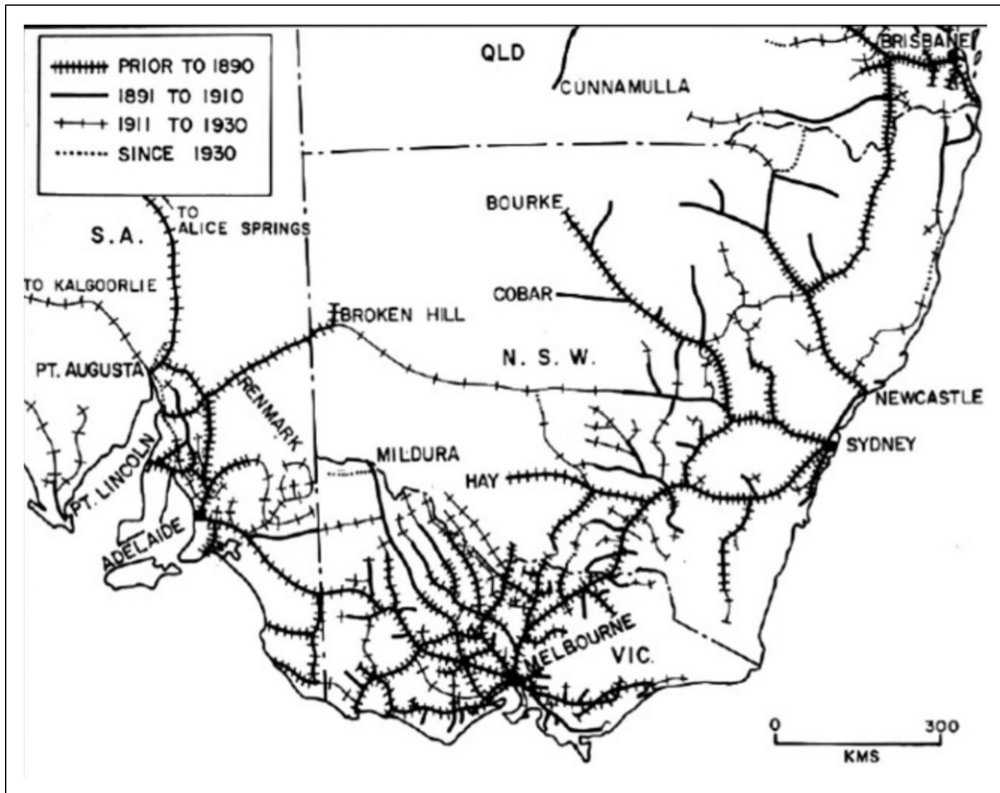 PRIOR TO 1890
1891 TO 1910
1911 TO 1930
SINCE 1930
QLD
BRISBANE
CUNNAMULLA
TO
ALICE SPRINGS
S.A.
BOURKE
TO KALGOORLIE
COBAR
BROKEN HILL
N.S.W.
PT. AUGUSTA
RENMARK
NEWCASTLE
SYDNEY
MILDURA
HAY
PT. LINCOLN
ADELAIDE
MELBOURNE
VIC.
0 300
KMS